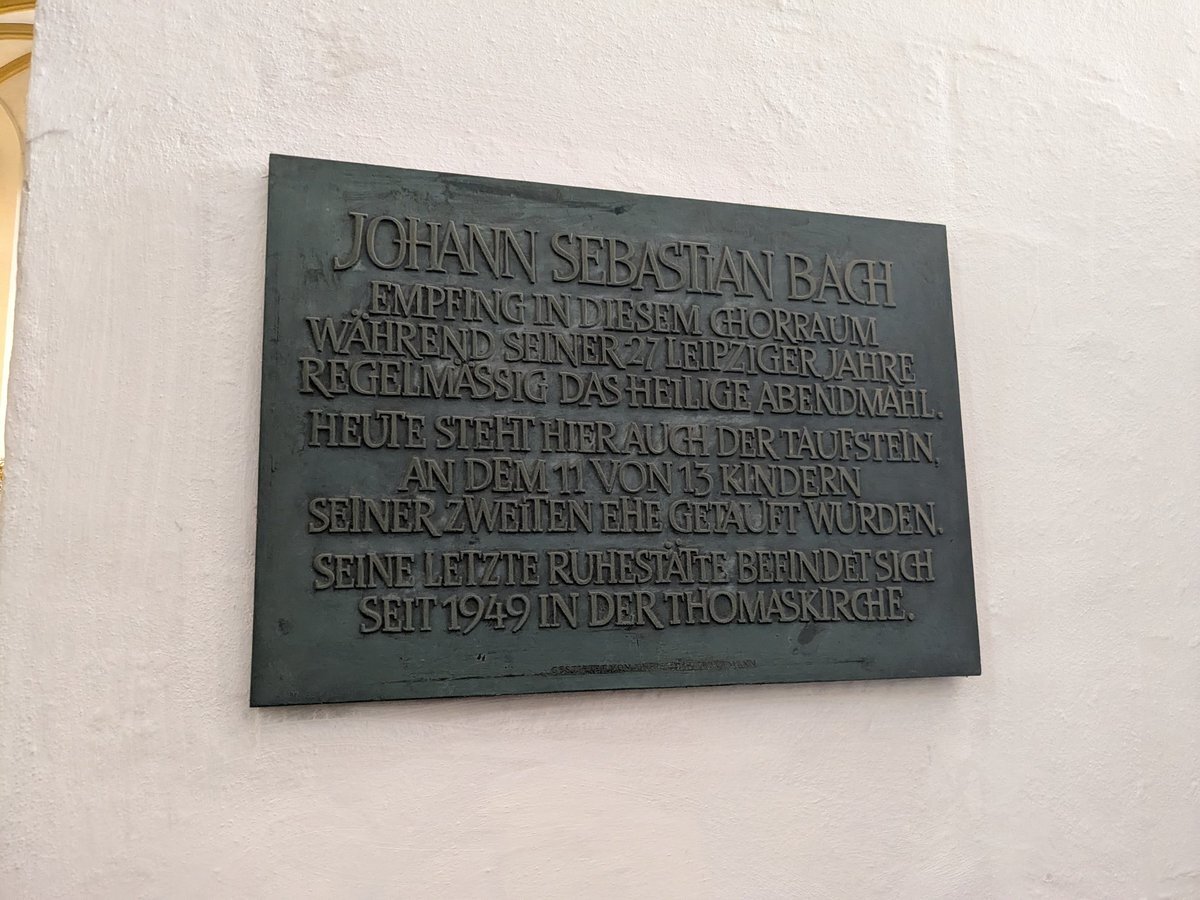 JOHANN SEBASTIAN BACH
EMPFING IN DIESEM CHORRAUM
WÄHREND SEINER 27 LEIPZIGER JAHRE
REGELMÄSSIG DAS HEILIGE ABENDMAHL.
HEUTE STEHT HIER AUCH DER TAUFSTEIN,
AN DEM 11 VON 13 KINDERN
SEINER ZWEITEN EHE GETAUFT WURDEN.
SEINE LETZTE RUHESTÄTTE BEFINDET SICH
SEIT 1949 IN DER THOMASKIRCHE.